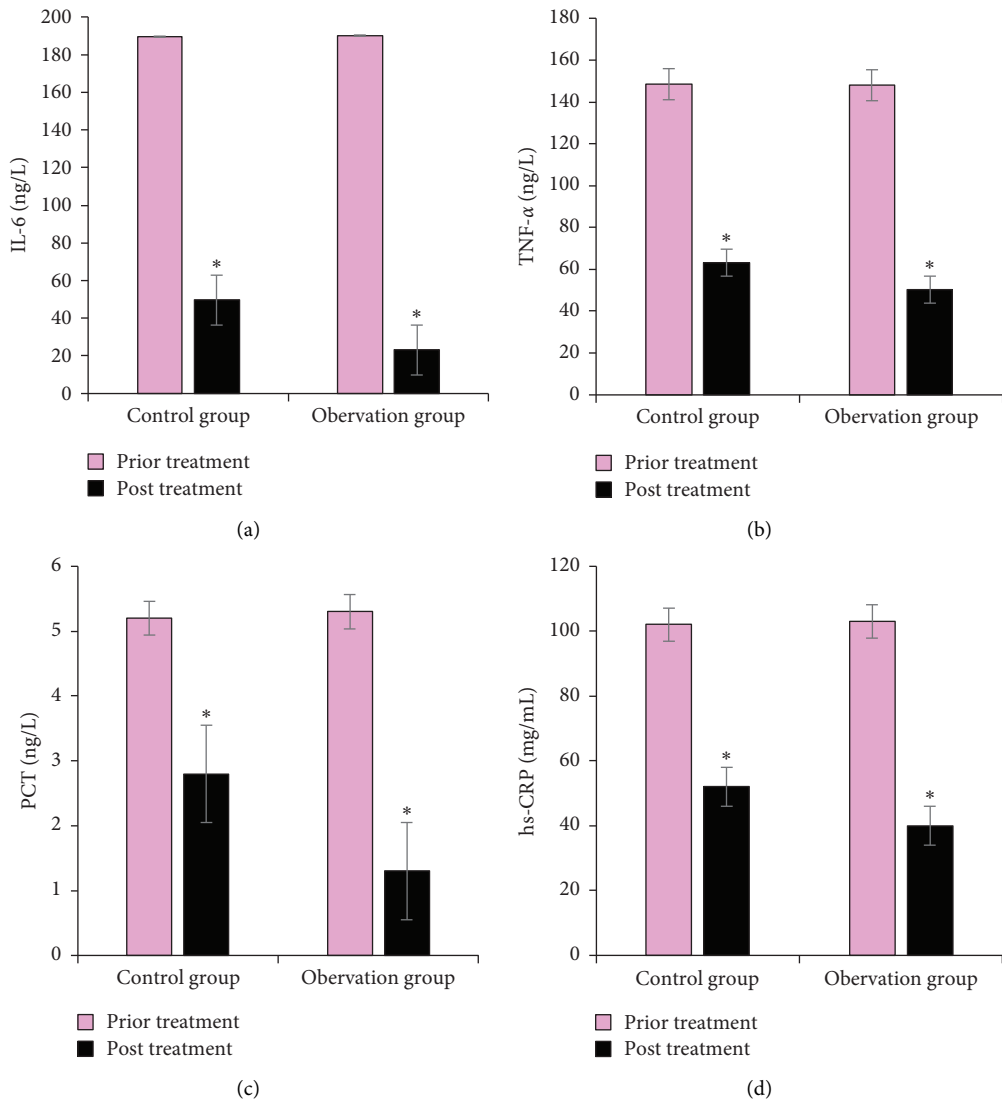 200
180
160
140
120
100
80
60
40
20
0
IL-6 (ng/L)
*
*
Control group
Obervation group
Prior treatment
Post treatment
(a)
180
160
140
120
100
80
60
40
20
0
TNF-α (ng/L)
*
*
Control group
Obervation group
Prior treatment
Post treatment
(b)
6
5
4
3
2
1
0
PCT (ng/L)
*
*
Control group
Obervation group
Prior treatment
Post treatment
(c)
120
100
80
60
40
20
0
hs-CRP (mg/mL)
*
*
Control group
Obervation group
Prior treatment
Post treatment
(d)